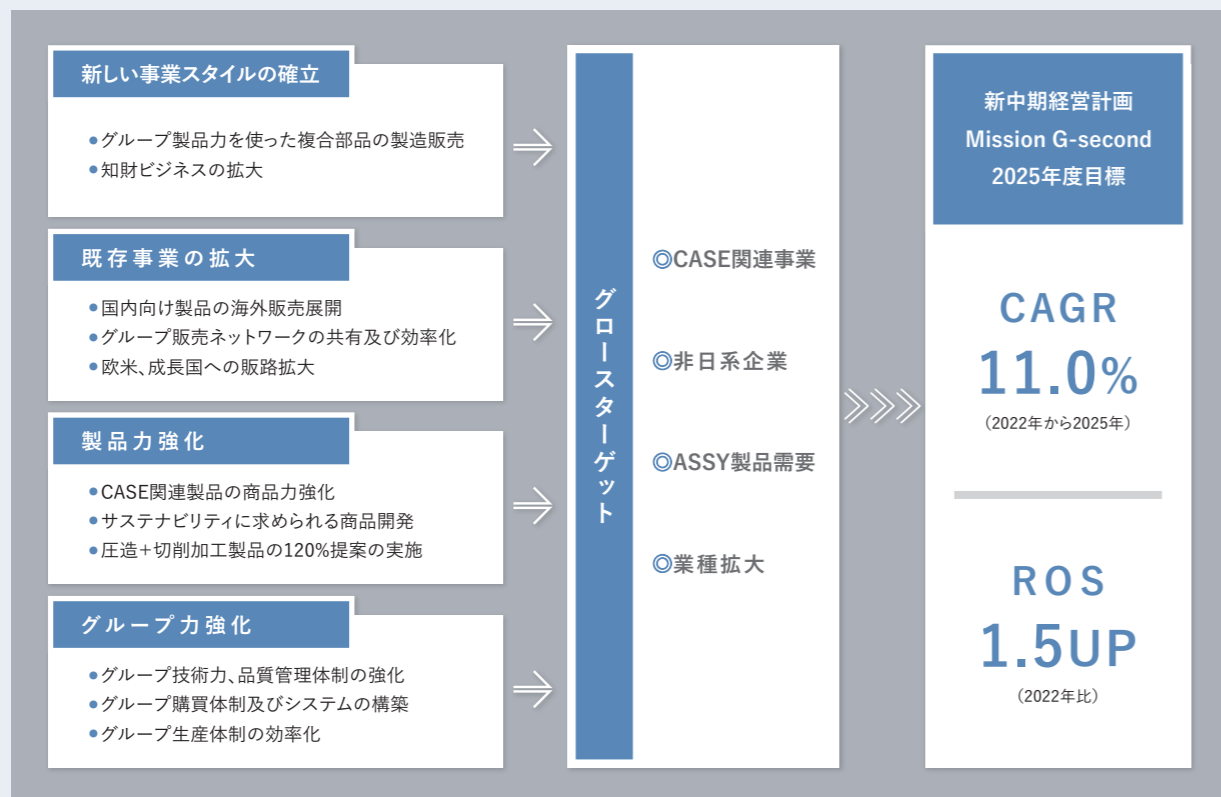 新しい事業スタイルの確立
●グループ製品力を使った複合部品の製造販売
●知財ビジネスの拡大
既存事業の拡大
●国内向け製品の海外販売展開
●グループ販売ネットワークの共有及び効率化
●欧米、成長国への販路拡大
製品力強化
●CASE関連製品の商品力強化
●サステナビリティに求められる商品開発
●圧造+切削加工製品の120%提案の実施
グループ力強化
●グループ技術力、品質管理体制の強化
●グループ購買体制及びシステムの構築
●グループ生産体制の効率化
グロースターゲット
◎CASE関連事業
◎非日系企業
◎ASSY製品需要
◎業種拡大
新中期経営計画
Mission G-second
2025年度目標
CAGR
11.0%
（2022年から2025年）
ROS
1.5UP
（2022年比）